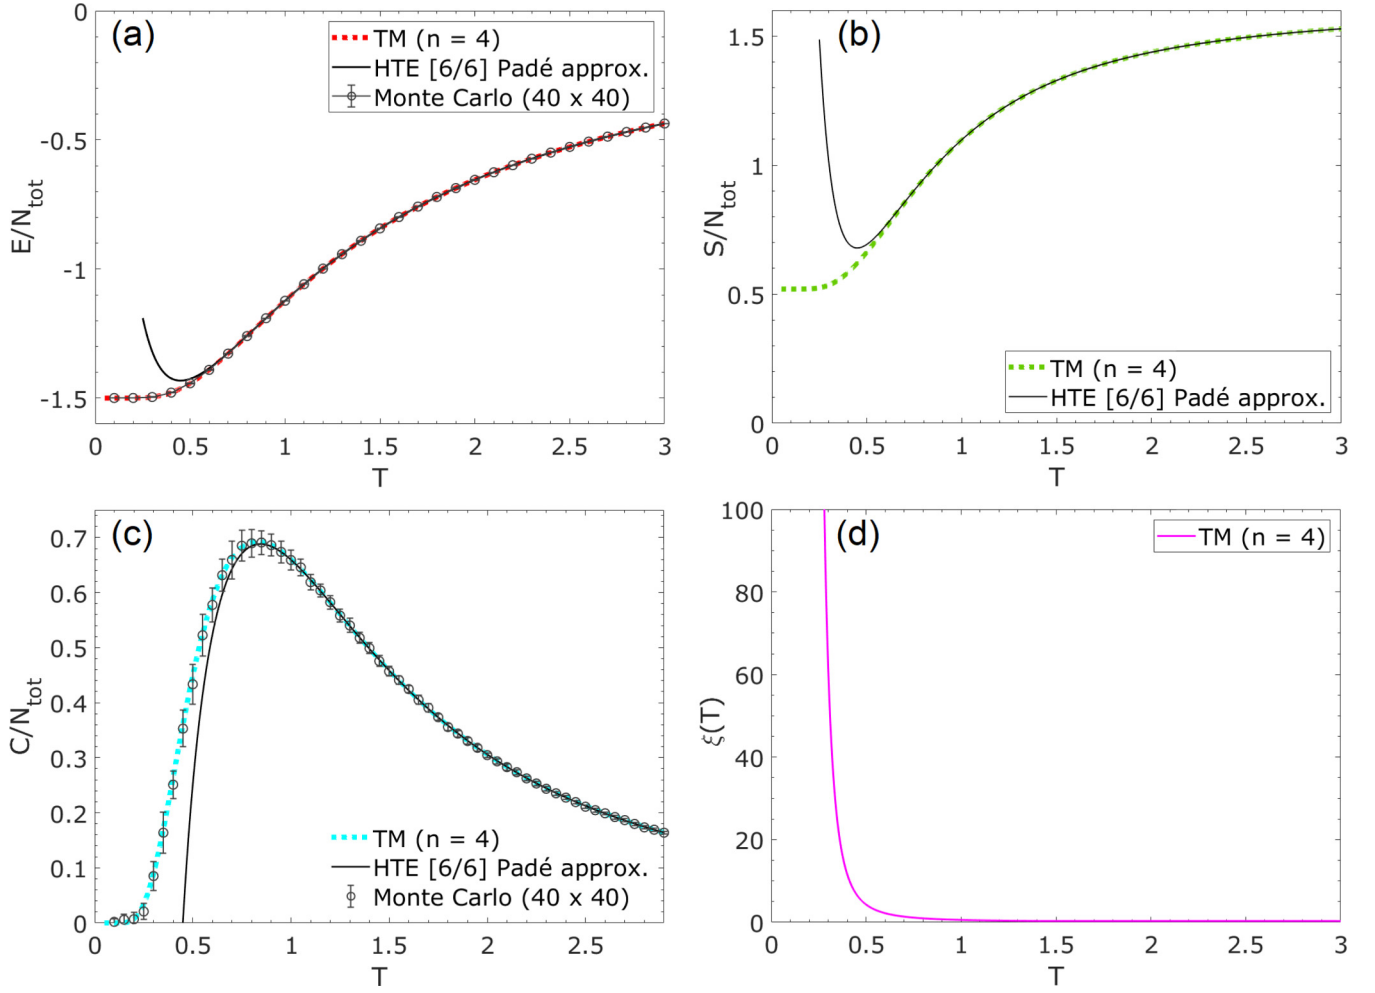 (a)
TM (n = 4)
HTE [6/6] Padé approx.
Monte Carlo (40 x 40)
0
-0.5
-1
-1.5
E/Ntot
0 0.5 1 1.5 2 2.5 3
T
(b)
1.5
1
0.5
0
S/Ntot
TM (n = 4)
HTE [6/6] Padé approx.
0 0.5 1 1.5 2 2.5 3
T
(c)
0.7
0.6
0.5
0.4
0.3
0.2
0.1
0
C/Ntot
TM (n = 4)
HTE [6/6] Padé approx.
Monte Carlo (40 x 40)
0 0.5 1 1.5 2 2.5
T
(d)
TM (n = 4)
100
80
60
40
20
0
ξ(T)
0 0.5 1 1.5 2 2.5 3
T